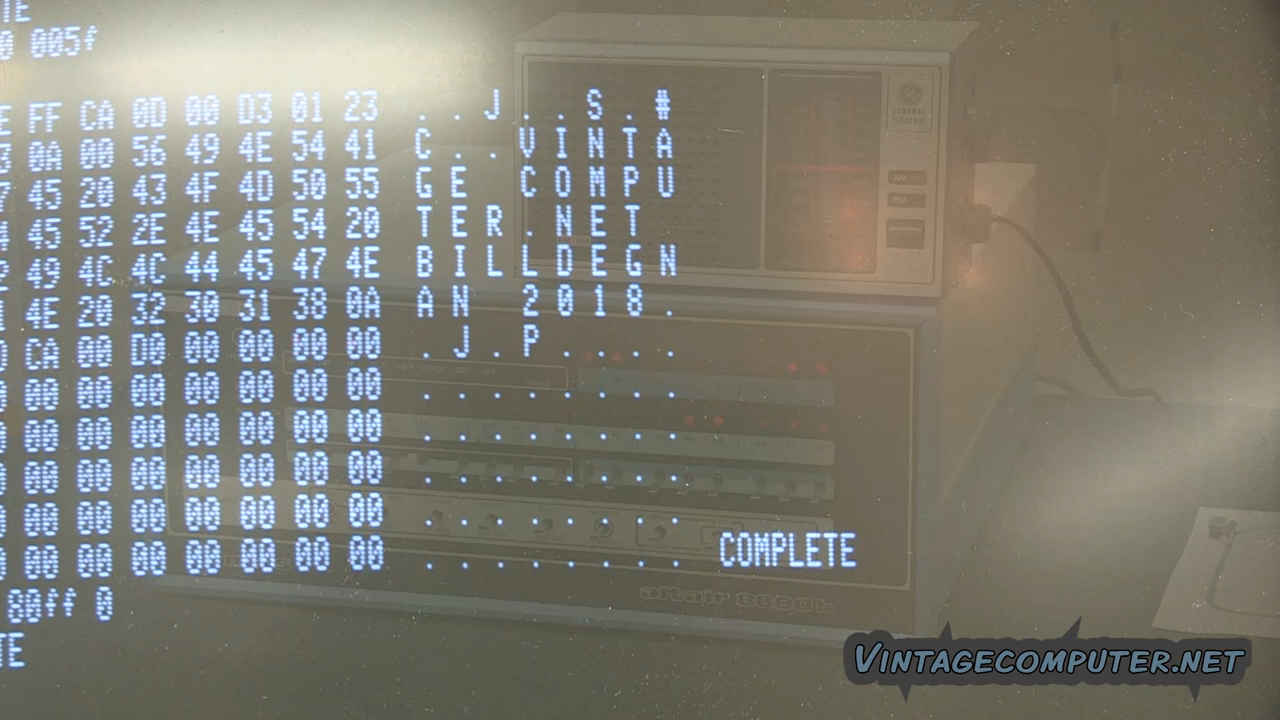 TE
0 005f
E FF CA 0D 00 D3 01 23 . . J . . S . #
3 0A 00 56 49 4E 54 41 C . . V I N T A
7 45 20 43 4F 4D 50 55 G E   C O M P U
4 45 52 2E 4E 45 54 20 T E R . N E T
2 49 4C 4C 44 45 47 4E B I L L D E G N
1 4E 20 32 30 31 38 0A A N   2 0 1 8 .
0 CA 00 D0 00 00 00 00 . J . P . . . .
0 00 00 00 00 00 00 00 . . . . . . . .
0 00 00 00 00 00 00 00 . . . . . . . .
0 00 00 00 00 00 00 00 . . . . . . . .
0 00 00 00 00 00 00 00 . . . . . . . .
0 00 00 00 00 00 00 00 . . . . . . . . COMPLETE
80ff 0
TE
GENERAL ELECTRIC
AM
FM
altair 8800b
VINTAGECOMPUTER.NET